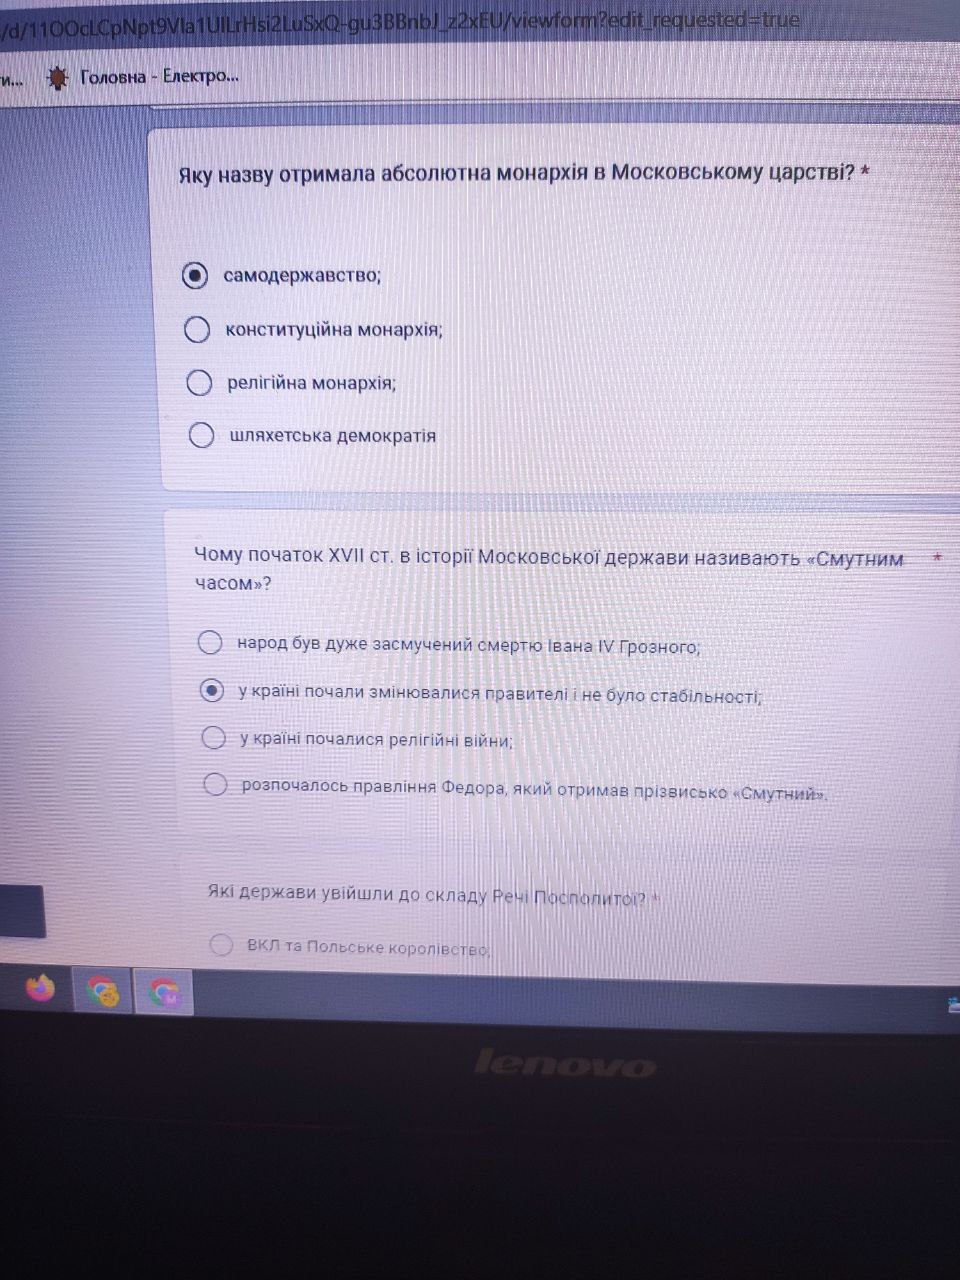 /d/11OOcLCpNpt9Vla1UlLrHsi2LuSxQ-gu3BBnbJ_z2xEU/viewform?edit_requested=true
и...
Головна - Електро...
Яку назву отримала абсолютна монархія в Московському царстві? *
самодержавство;
конституційна монархія;
релігійна монархія;
шляхетська демократія
Чому початок XVII ст. в історії Московської держави називають «Смутним *
часом»?
народ був дуже засмучений смертю Івана IV Грозного;
у країні почали змінювалися правителі і не було стабільності;
у країні почалися релігійні війни;
розпочалось правління Федора, який отримав прізвисько «Смутний».
Які держави увійшли до складу Речі Посполитої? *
ВКЛ та Польське королівство;
M
lenovo